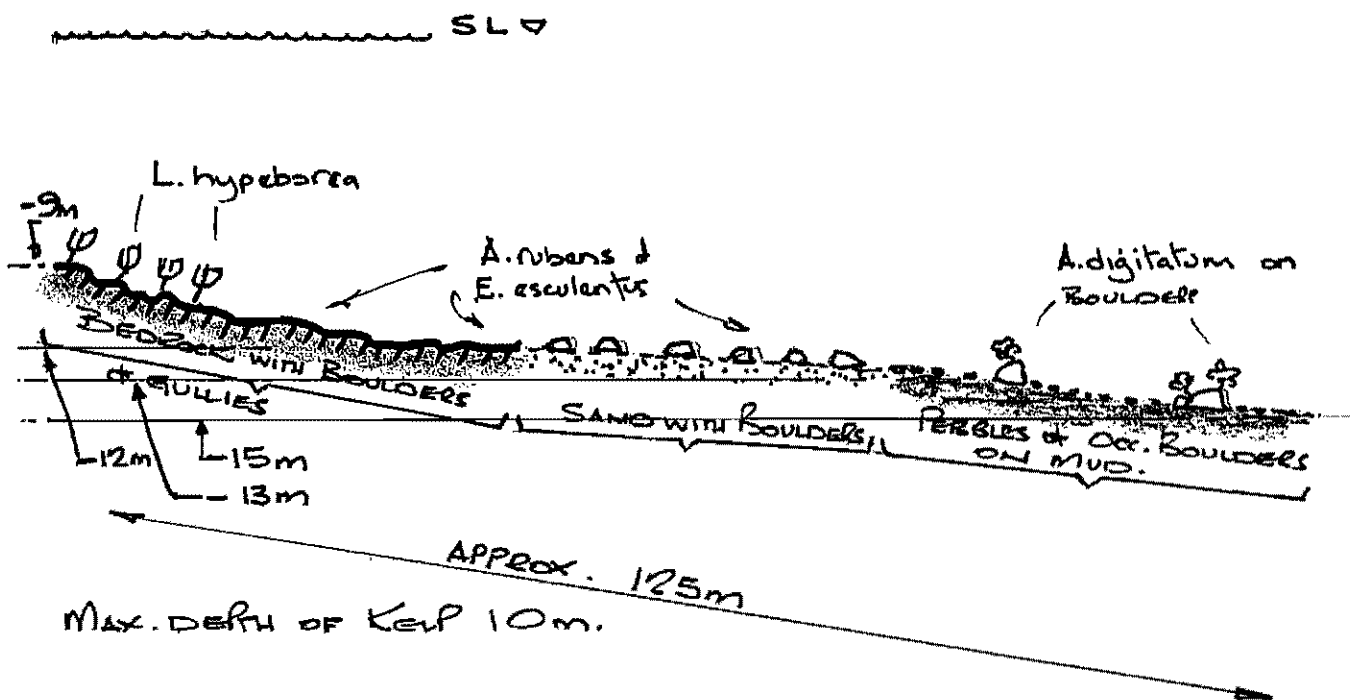 SL
L. hypeborea
-9m
A. rubens &
E. esculentus
A. digitatum on
BOULDER
BEDROCK WITH BOULDERS
& GULLIES
SAND WITH BOULDERS
PEBBLES & OCC. BOULDERS
ON MUD.
-12m
-15m
-13m
APPROX. 125m
MAX. DEPTH OF KELP 10m.